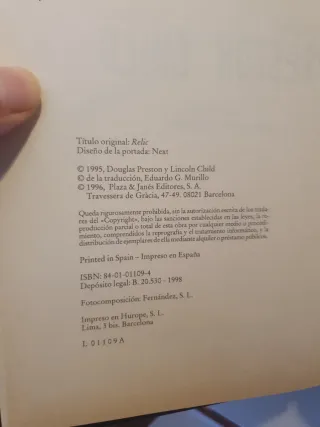 Título original: Relic
Diseño de la portada: Neat
© 1995, Douglas Preston y Lincoln Child
© de la traducción, Eduardo G. Murillo
© 1996, Plaza & Janés Editores, S. A.
Travessera de Gràcia, 47-49. 08021 Barcelona
Queda rigurosamente prohibida, sin la autorización escrita de los titula-
res del «Copyright», bajo las sanciones establecidas en las leyes, la re-
producción parcial o total de esta obra por cualquier medio o procedi-
miento, comprendidos la reprografía y el tratamiento informático, y la
distribución de ejemplares de ella mediante alquiler o préstamo públicos.
Printed in Spain – Impreso en España
ISBN: 84-01-01109-4
Depósito legal: B. 20.530 - 1998
Fotocomposición: Fernández, S. L.
Impreso en Hurope, S. L.
Lima, 3 bis. Barcelona
L 01109A